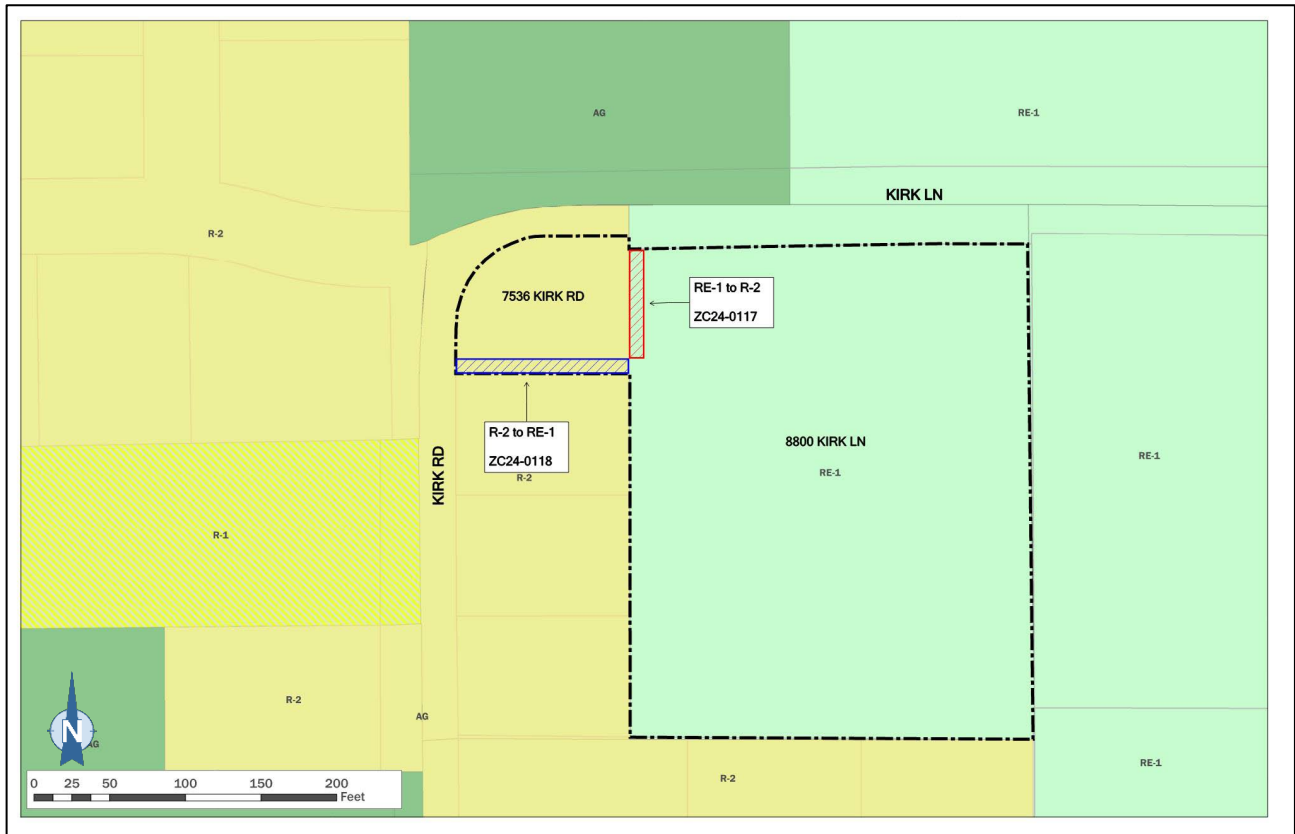 AG
RE-1
KIRK LN
R-2
7536 KIRK RD
RE-1 to R-2
ZC24-0117
R-2 to RE-1
ZC24-0118
R-2
KIRK RD
8800 KIRK LN
RE-1
RE-1
R-1
R-2
AG
N
AG
R-2
RE-1
0 25 50 100 150 200
Feet